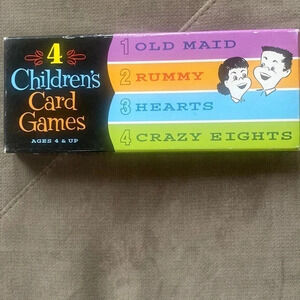 4
Children's
Card
Games
AGES 4 & UP
1 OLD MAID
2 RUMMY
3 HEARTS
4 CRAZY EIGHTS